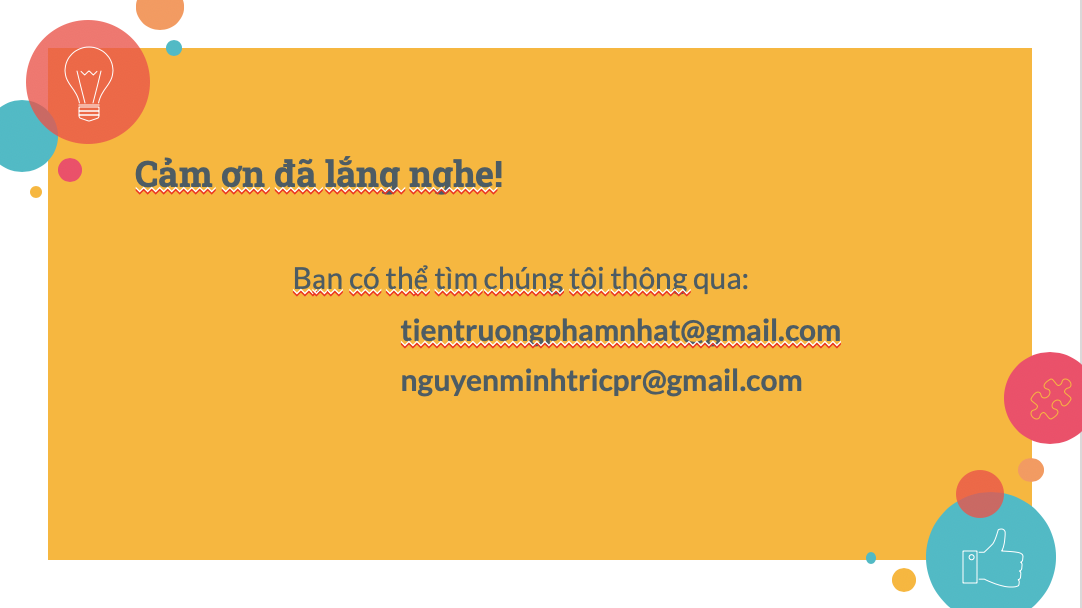 Cảm ơn đã lắng nghe!
Bạn có thể tìm chúng tôi thông qua:
tientruongphamnhat@gmail.com
nguyenminhtricpr@gmail.com